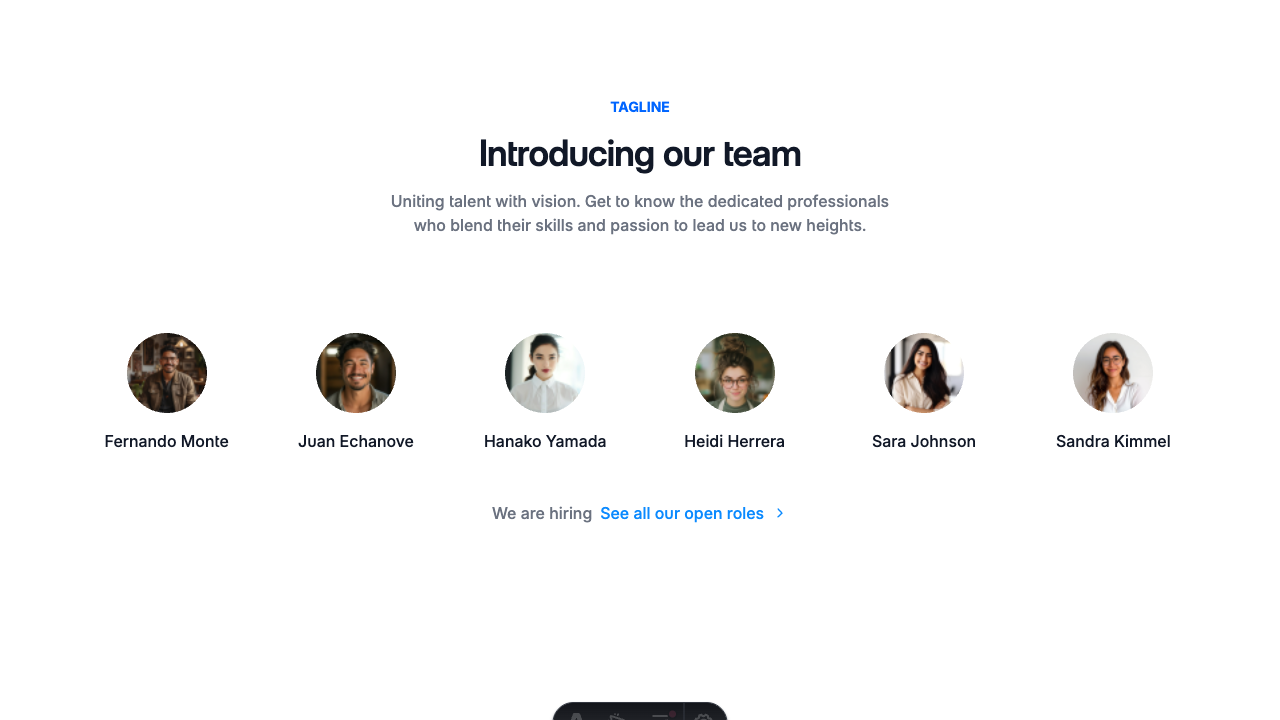 TAGLINE
Introducing our team
Uniting talent with vision. Get to know the dedicated professionals
who blend their skills and passion to lead us to new heights.
Fernando Monte
Juan Echanove
Hanako Yamada
Heidi Herrera
Sara Johnson
Sandra Kimmel
We are hiring See all our open roles